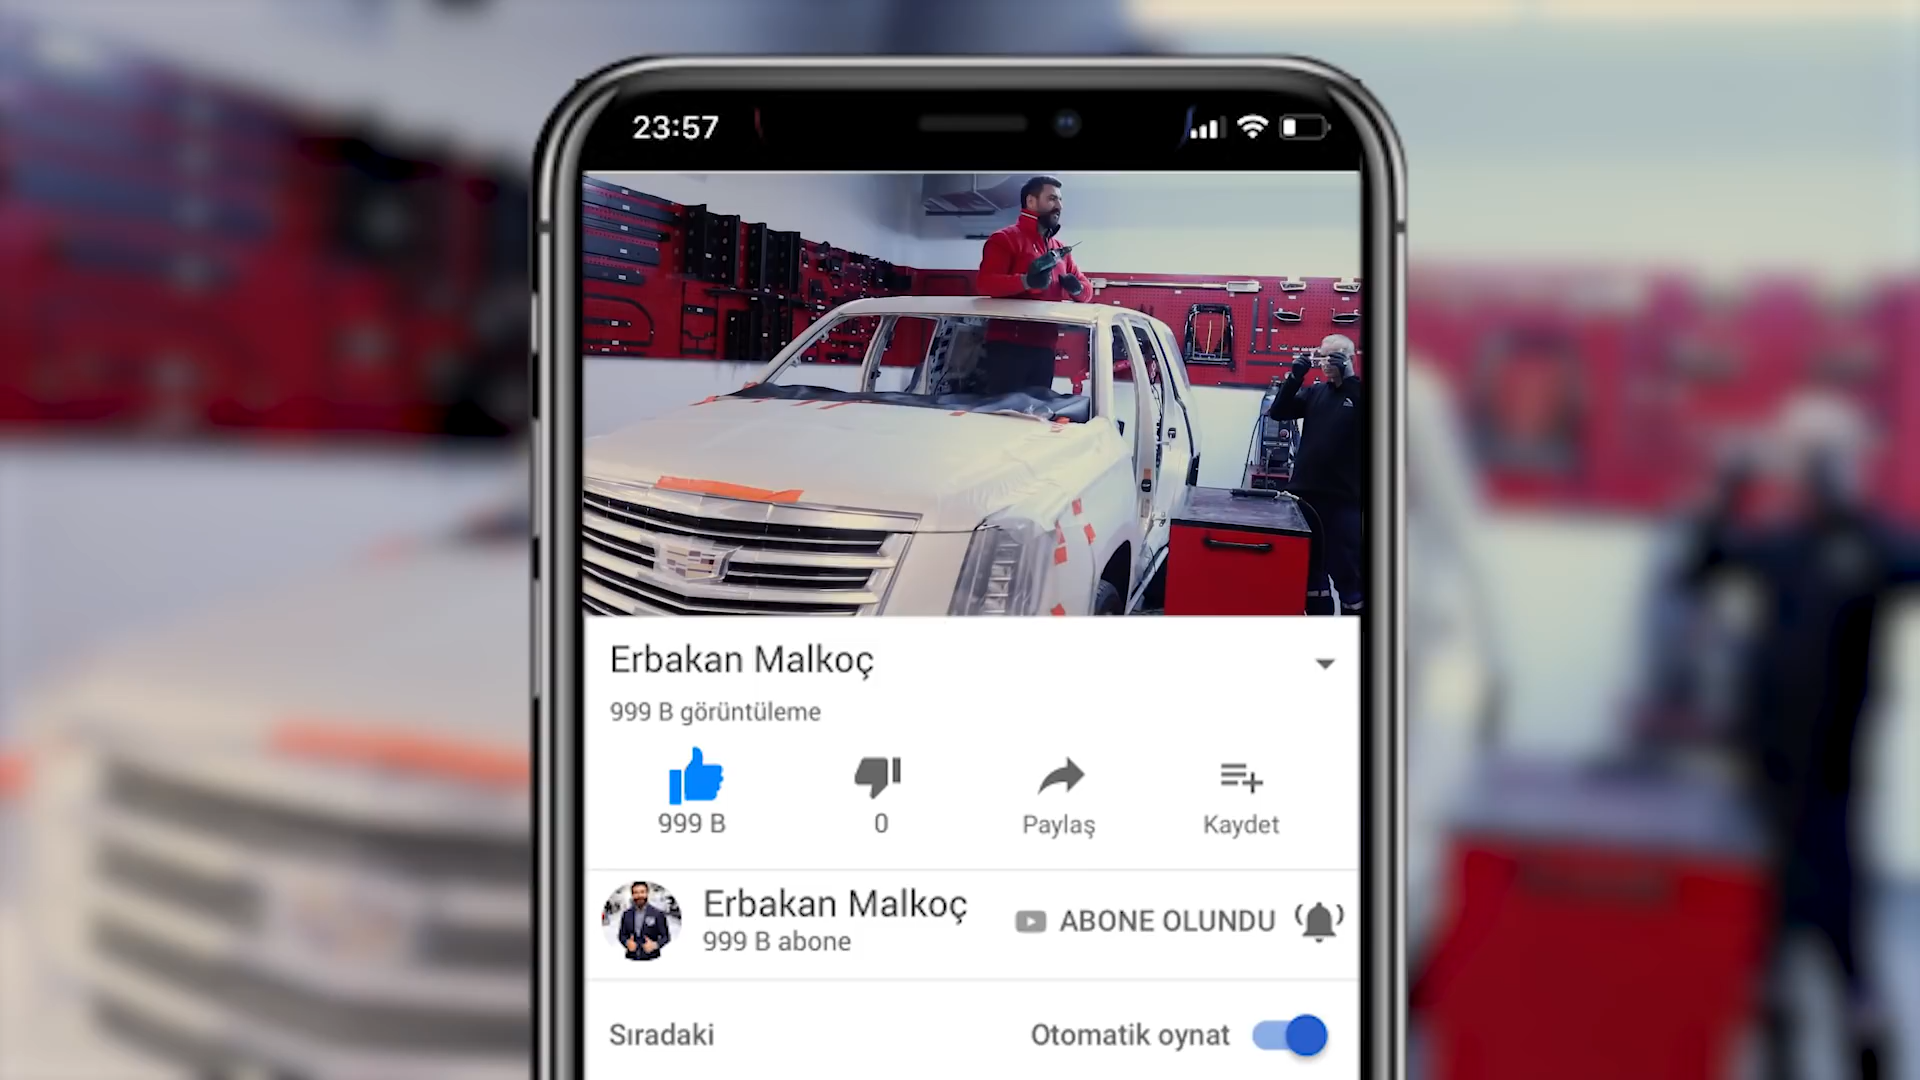 23:57
Erbakan Malkoç
999 B görüntüleme
999 B
0
Paylaş
Kaydet
Erbakan Malkoç
999 B abone
ABONE OLUNDU
Sıradaki
Otomatik oynat